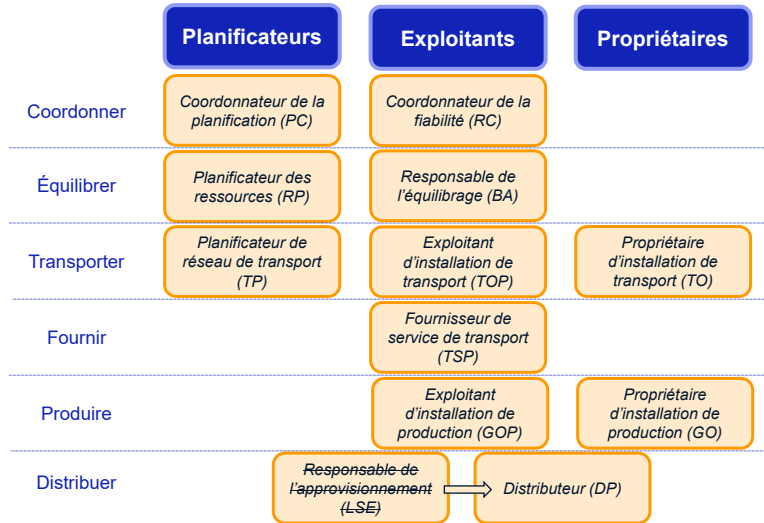 Planificateurs
Exploitants
Propriétaires
Coordonner
Coordonnateur de la
planification (PC)
Coordonnateur de la
fiabilité (RC)
Équilibrer
Planificateur des
ressources (RP)
Responsable de
l'équilibrage (BA)
Transporter
Planificateur de
réseau de transport
(TP)
Exploitant
d'installation de
transport (TOP)
Propriétaire
d'installation de
transport (TO)
Fournir
Fournisseur de
service de transport
(TSP)
Produire
Exploitant
d'installation de
production (GOP)
Propriétaire
d'installation de
production (GO)
Distribuer
Responsable de
l'approvisionnement
(LSE)
Distributeur (DP)